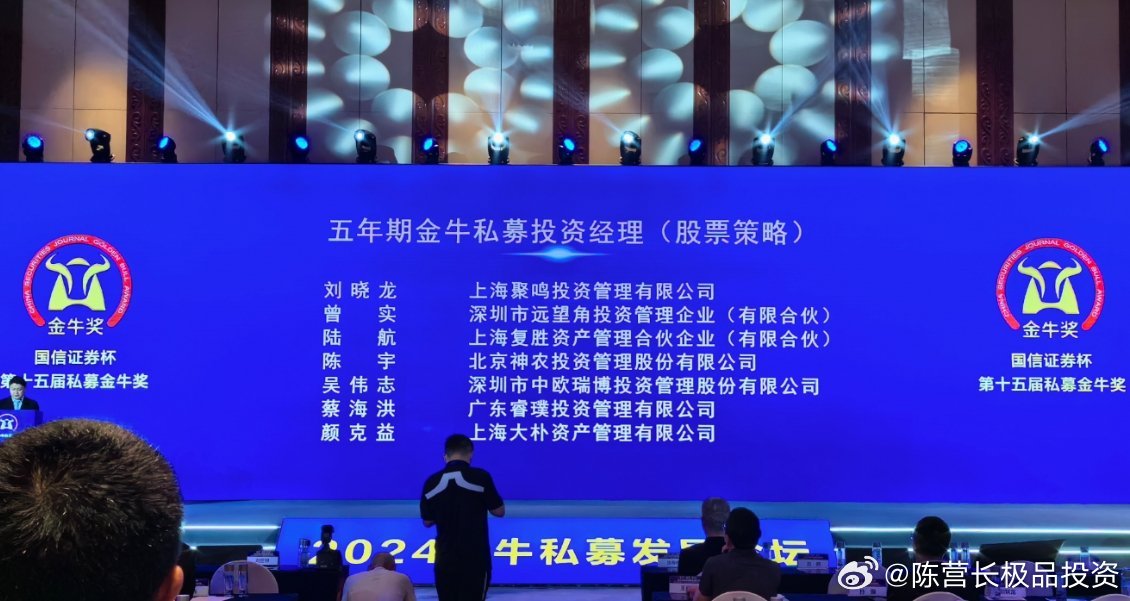 五年期金牛私募投资经理（股票策略）
刘晓龙 上海聚鸣投资管理有限公司
曾实 深圳市远望角投资管理企业（有限合伙）
陆航 上海复胜资产管理合伙企业（有限合伙）
陈宇 北京神农投资管理股份有限公司
吴伟志 深圳市中欧瑞博投资管理股份有限公司
蔡海洪 广东睿璞投资管理有限公司
颜克益 上海大朴资产管理有限公司
CHINA SECURITIES JOURNAL GOLDEN BULL AWARD
金牛奖
国信证券杯
第十五届私募金牛奖
CHINA SECURITIES JOURNAL GOLDEN BULL AWARD
金牛奖
国信证券杯
第十五届私募金牛奖
2024 牛私募发展 坛
@陈营长极品投资